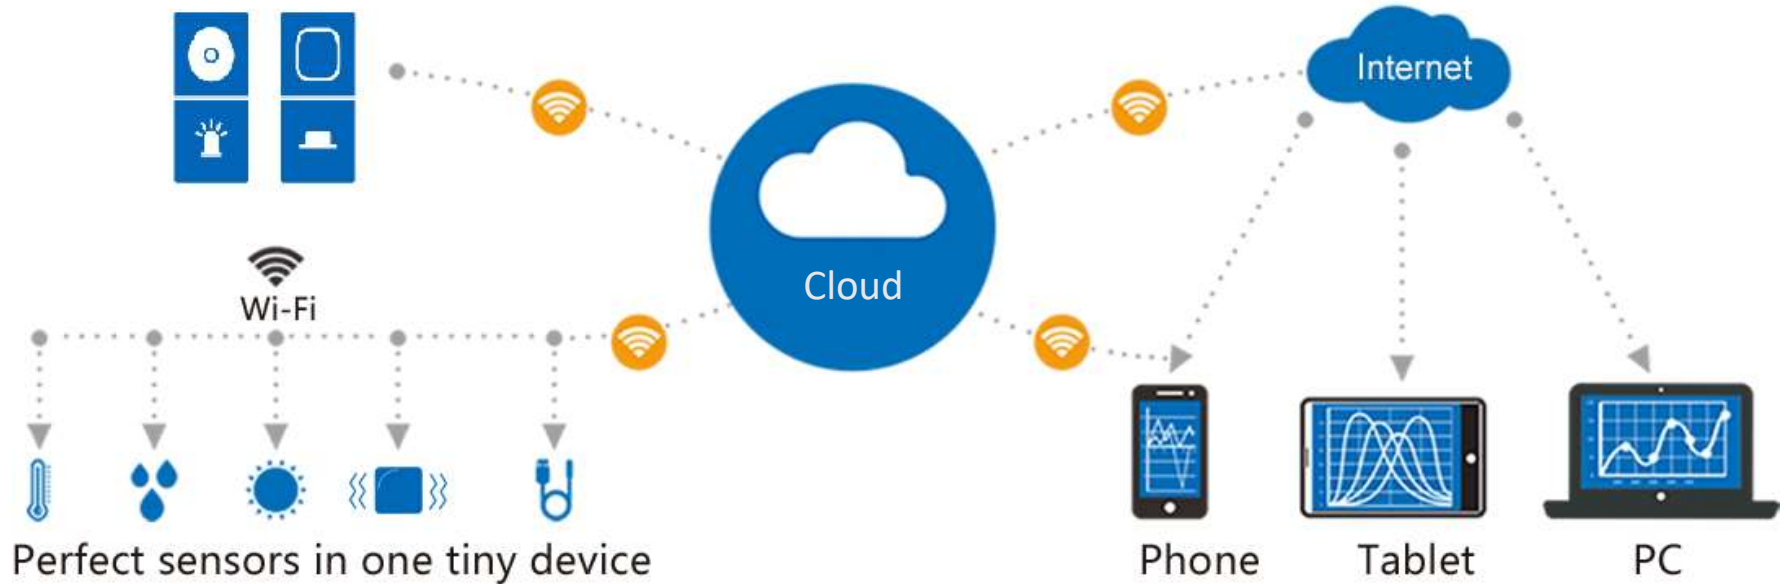 Internet
Cloud
Wi-Fi
Perfect sensors in one tiny device
Phone
Tablet
PC